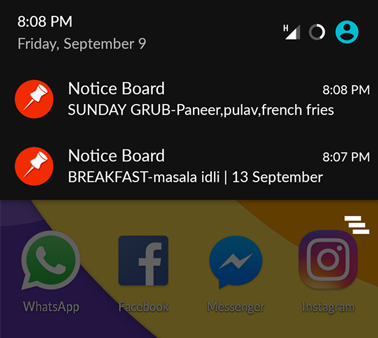 8:08 PM
Friday, September 9
H
Notice Board 8:08 PM
SUNDAY GRUB-Paneer,pulav,french fries
Notice Board 8:07 PM
BREAKFAST-masala idli | 13 September
WhatsApp Facebook Messenger Instagram